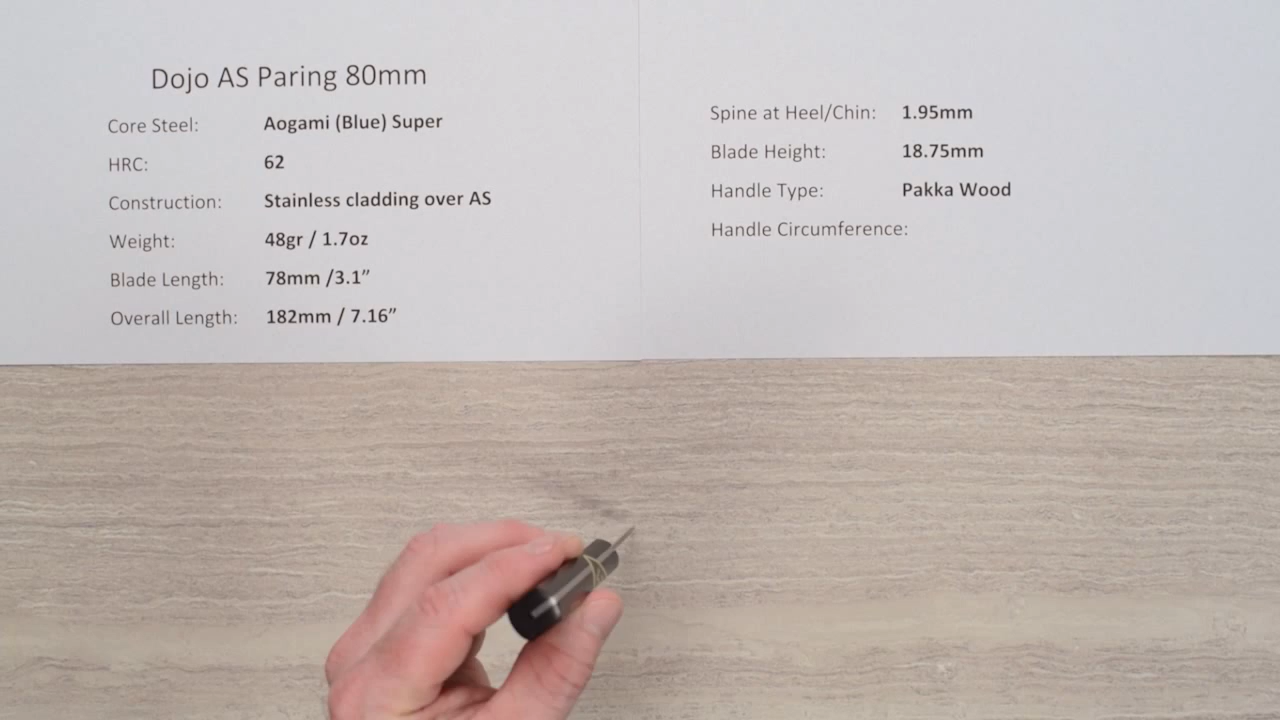 Dojo AS Paring 80mm
Core Steel: Aogami (Blue) Super
HRC: 62
Construction: Stainless cladding over AS
Weight: 48gr / 1.7oz
Blade Length: 78mm /3.1”
Overall Length: 182mm / 7.16”
Spine at Heel/Chin: 1.95mm
Blade Height: 18.75mm
Handle Type: Pakka Wood
Handle Circumference: